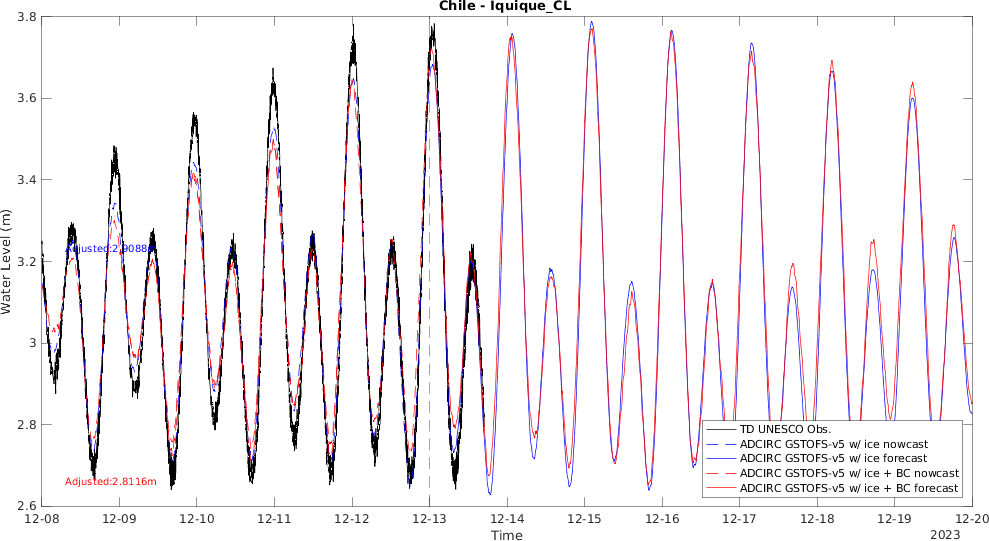 Chile - Iquique_CL
Water Level (m)
3.8
3.6
3.4
3.2
3
2.8
2.6
Adjusted:2.9088m
Adjusted:2.8116m
TD UNESCO Obs.
ADCIRC GSTOFS-v5 w/ ice nowcast
ADCIRC GSTOFS-v5 w/ ice forecast
ADCIRC GSTOFS-v5 w/ ice + BC nowcast
ADCIRC GSTOFS-v5 w/ ice + BC forecast
12-08 12-09 12-10 12-11 12-12 12-13 12-14 12-15 12-16 12-17 12-18 12-19 12-20
Time
2023